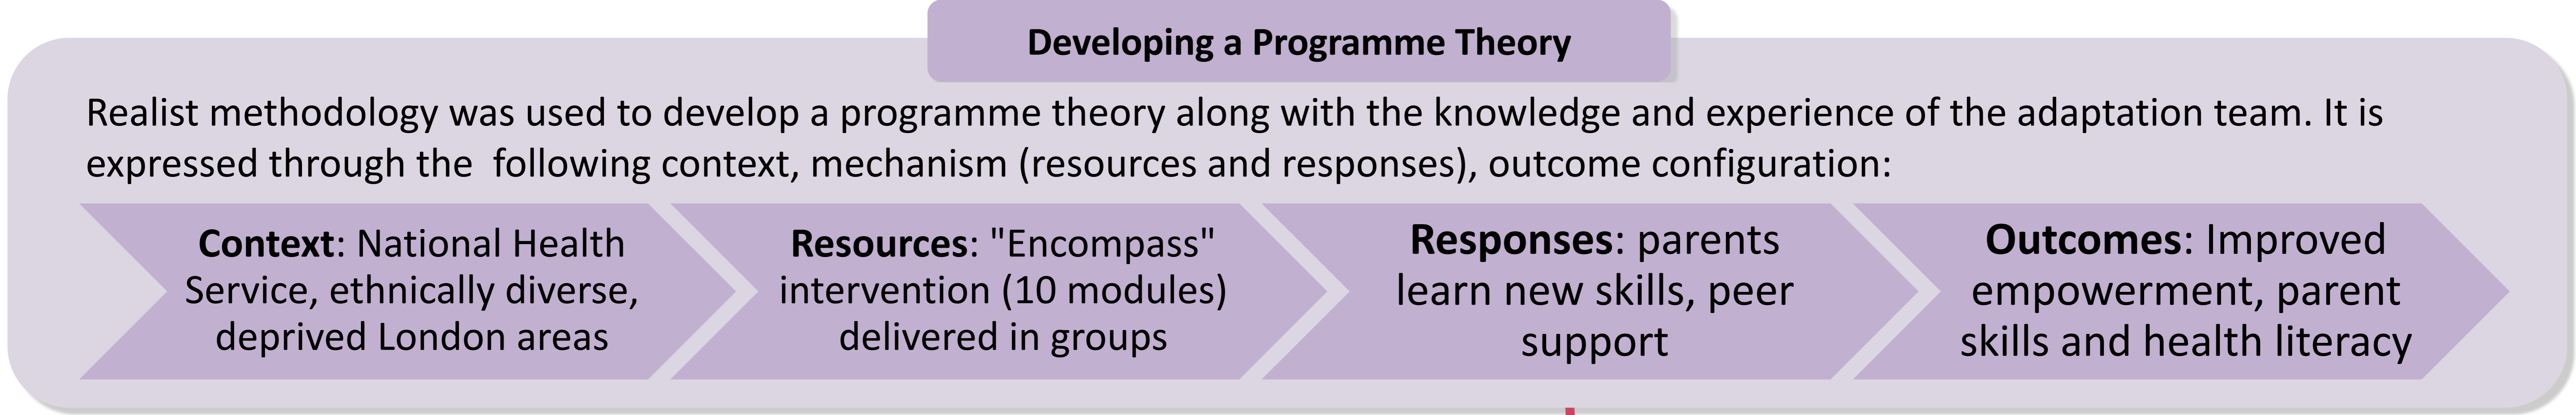 Developing a Programme Theory
Realist methodology was used to develop a programme theory along with the knowledge and experience of the adaptation team. It is
expressed through the  following context, mechanism (resources and responses), outcome configuration:
Context: National Health
Service, ethnically diverse,
deprived London areas
Resources: "Encompass"
intervention (10 modules)
delivered in groups
Responses: parents
learn new skills, peer
support
Outcomes: Improved
empowerment, parent
skills and health literacy